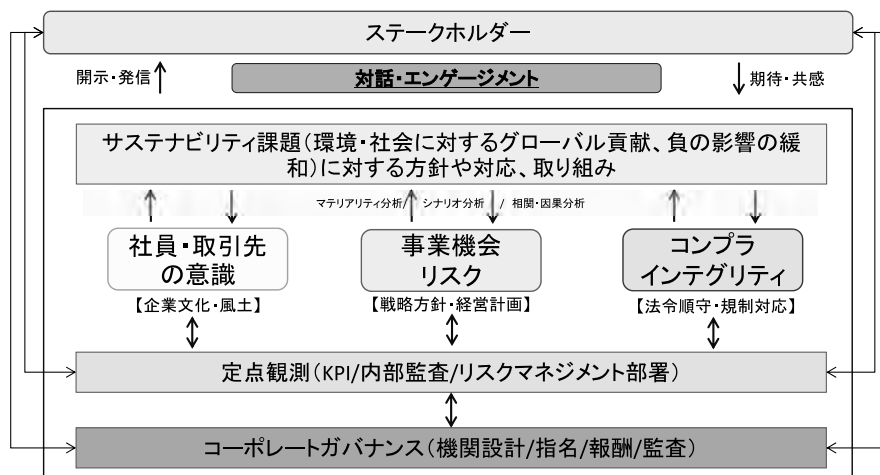 ステークホルダー
開示・発信
対話・エンゲージメント
期待・共感
サステナビリティ課題（環境・社会に対するグローバル貢献、負の影響の緩
和）に対する方針や対応、取り組み
マテリアリティ分析/ シナリオ分析 / 相関・因果分析
社員・取引先
の意識
【企業文化・風土】
事業機会
リスク
【戦略方針・経営計画】
コンプラ
インテグリティ
【法令順守・規制対応】
定点観測（KPI/内部監査/リスクマネジメント部署）
コーポレートガバナンス（機関設計/指名/報酬/監査）